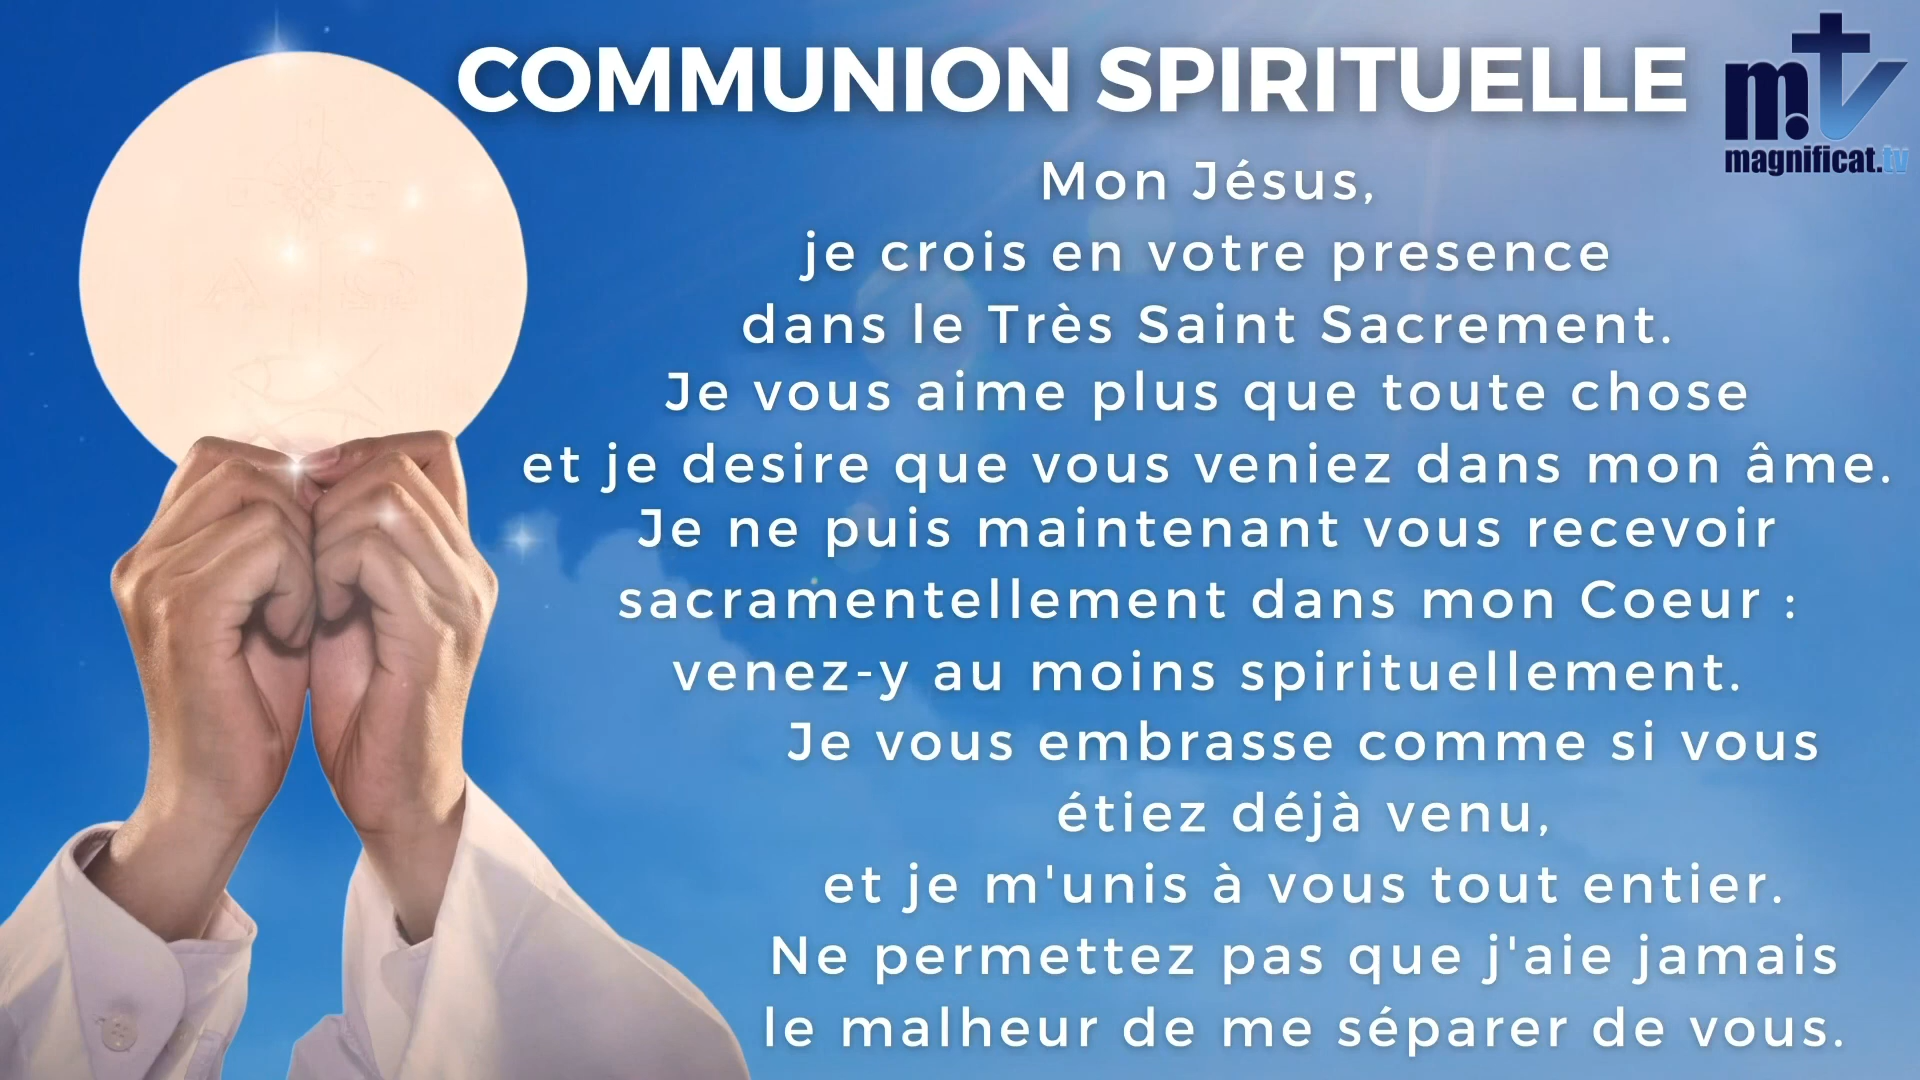 COMMUNION SPIRITUELLE
m.tv
magnificat.tv
Mon Jésus,
je crois en votre presence
dans le Très Saint Sacrement.
Je vous aime plus que toute chose
et je desire que vous veniez dans mon âme.
Je ne puis maintenant vous recevoir
sacramentellement dans mon Coeur :
venez-y au moins spirituellement.
Je vous embrasse comme si vous
étiez déjà venu,
et je m'unis à vous tout entier.
Ne permettez pas que j'aie jamais
le malheur de me séparer de vous.